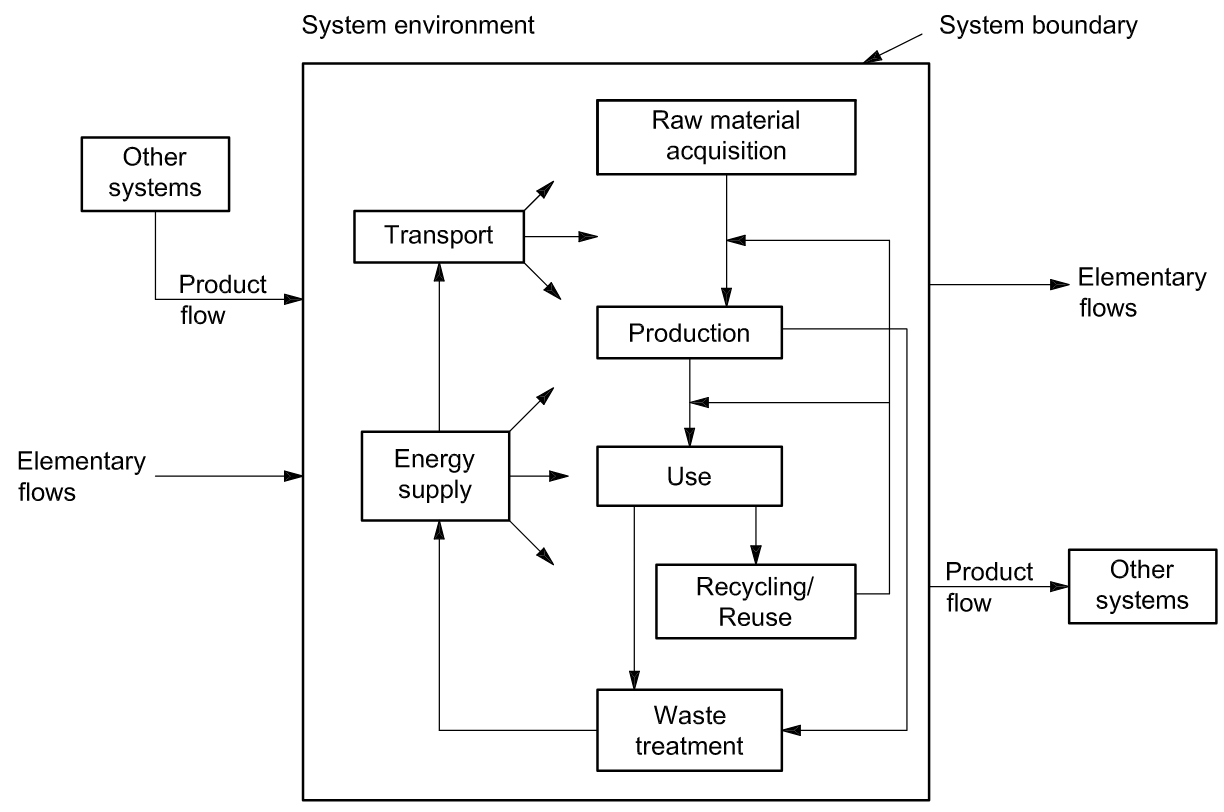 System environment
System boundary
Raw material
acquisition
Other
systems
Transport
Product
flow
Elementary
flows
Production
Energy
supply
Elementary
flows
Use
Recycling/
Reuse
Product
flow
Other
systems
Waste
treatment